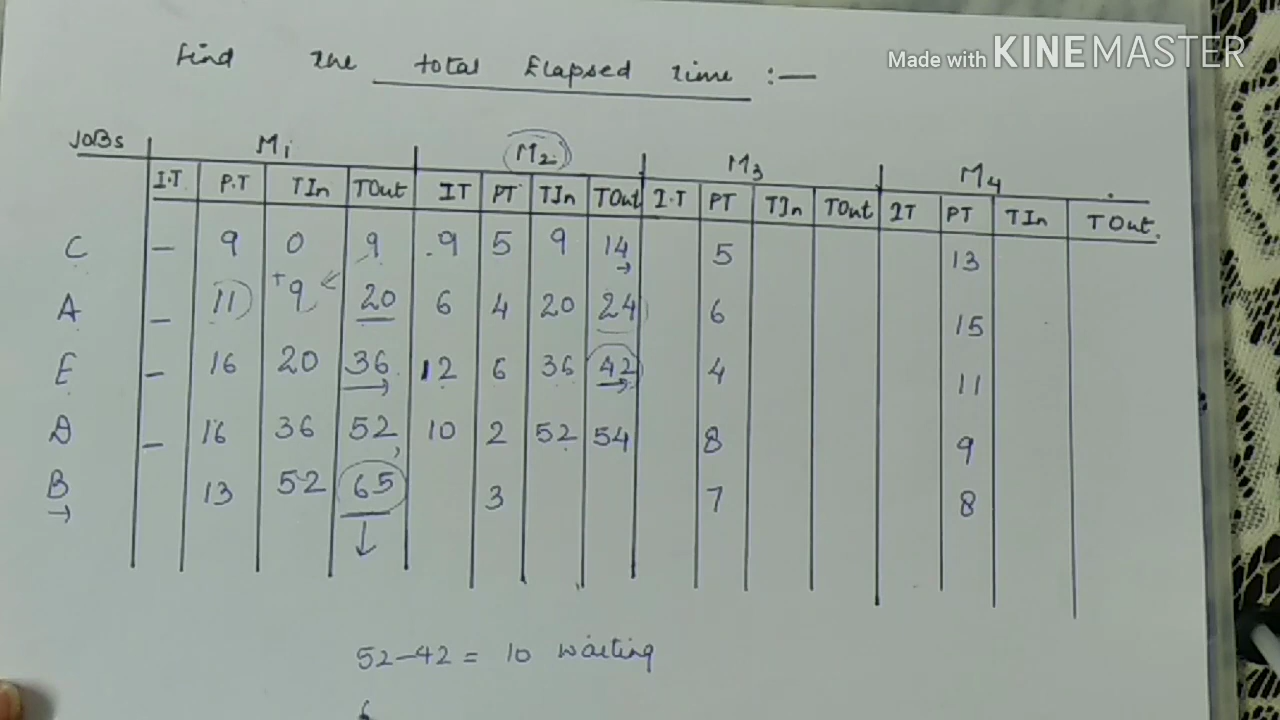 Made with KINEMASTER
Find the total Elapsed time :—
JOBs M1 M2 M3 M4
I.T P.T TIn TOut IT PT TIn TOut I.T PT TIn TOut IT PT TIn TOut.
C – 9 0 9 9 5 9 14 5 13
A – 11 +9 20 6 4 20 24 6 15
E – 16 20 36 12 6 36 42 4 11
D – 16 36 52 10 2 52 54 8 9
B 13 52 65 3 7 8
52-42 = 10 waiting